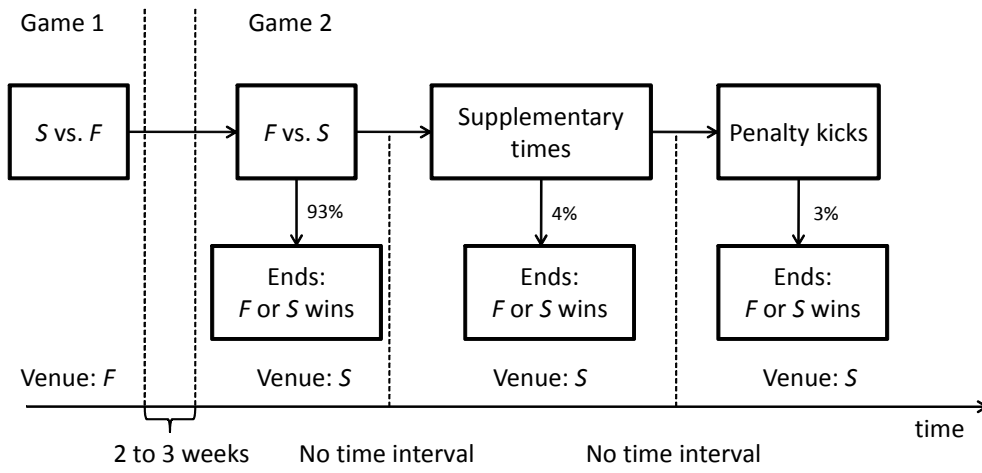 Game 1
Game 2
S vs. F
F vs. S
Supplementary
times
Penalty kicks
93%
4%
3%
Ends:
F or S wins
Ends:
F or S wins
Ends:
F or S wins
Venue: F
Venue: S
Venue: S
Venue: S
time
2 to 3 weeks
No time interval
No time interval